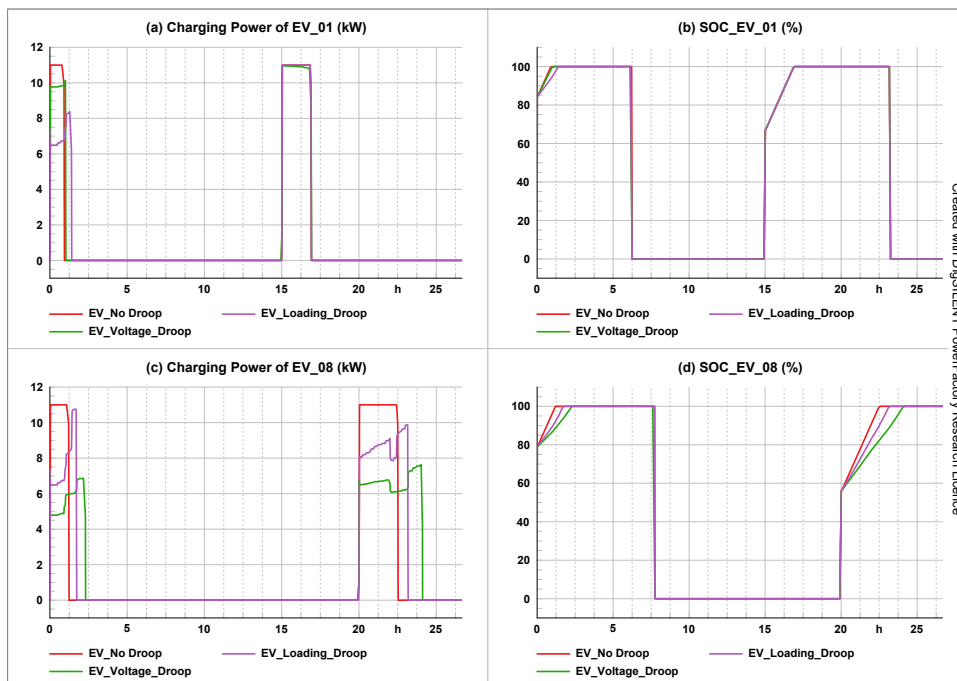 (a) Charging Power of EV_01 (kW)
12
10
8
6
4
2
0
0 5 10 15 20 h 25
EV_No Droop EV_Loading_Droop
EV_Voltage_Droop
(b) SOC_EV_01 (%)
100
80
60
40
20
0
0 5 10 15 20 h 25
EV_No Droop EV_Loading_Droop
EV_Voltage_Droop
(c) Charging Power of EV_08 (kW)
12
10
8
6
4
2
0
0 5 10 15 20 h 25
EV_No Droop EV_Loading_Droop
EV_Voltage_Droop
(d) SOC_EV_08 (%)
100
80
60
40
20
0
0 5 10 15 20 h 25
EV_No Droop EV_Loading_Droop
EV_Voltage_Droop
Created with DIgSILENT PowerFactory Research Licence